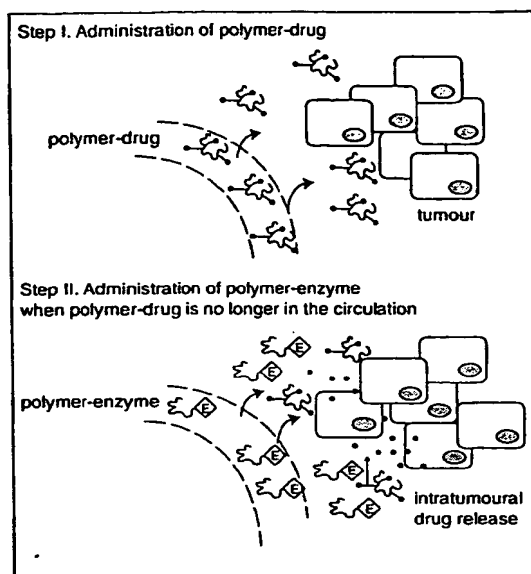 Step I. Administration of polymer-drug
polymer-drug
tumour
Step II. Administration of polymer-enzyme
when polymer-drug is no longer in the circulation
polymer-enzyme
E
E
E
E
E
E
E
intratumoural
drug release